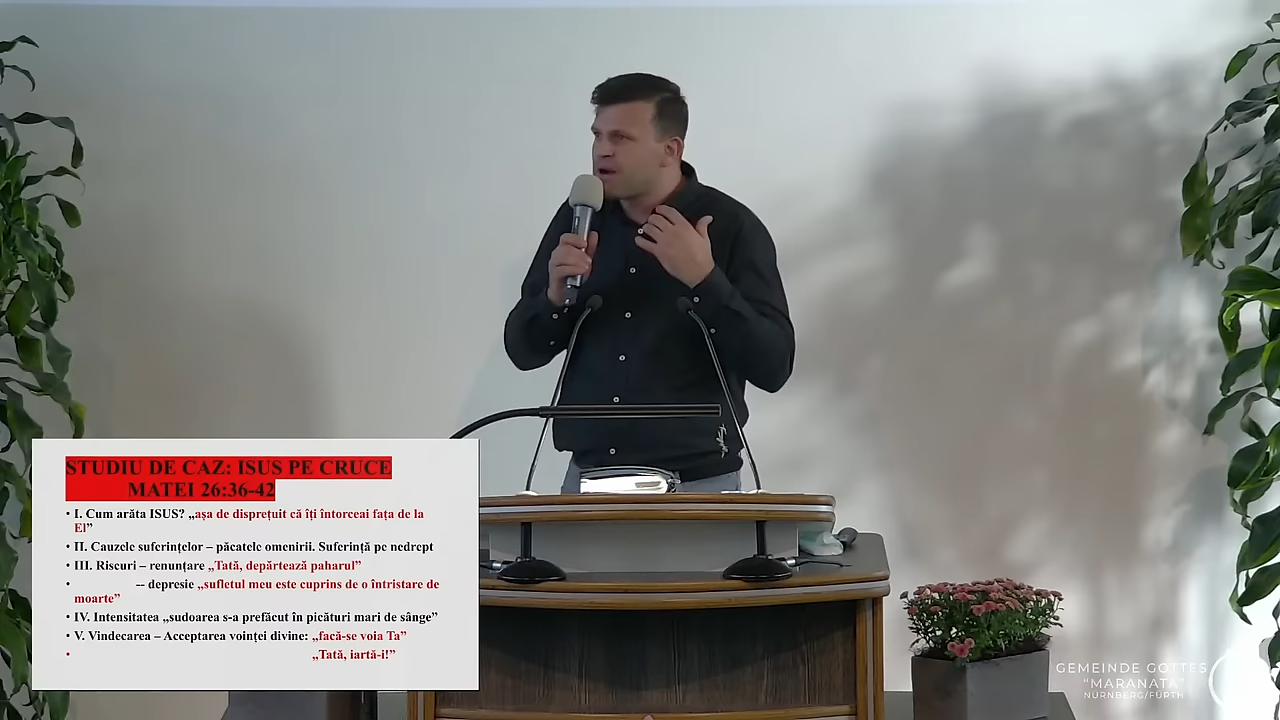 STUDIU DE CAZ: ISUS PE CRUCE
MATEI 26:36-42
• I. Cum arăta ISUS? „așa de disprețuit că îți întorceai fața de la
El”
• II. Cauzele suferințelor – păcatele omenirii. Suferință pe nedrept
• III. Riscuri – renunțare „Tată, depărtează paharul”
• -- depresie „sufletul meu este cuprins de o întristare de
moarte”
• IV. Intensitatea „sudoarea s-a prefăcut în picături mari de sânge”
• V. Vindecarea – Acceptarea voinței divine: „facă-se voia Ta”
• „Tată, iartă-i!”
GEMEINDE GOTTES
“MARANATA”
NÜRNBERG/FÜRTH